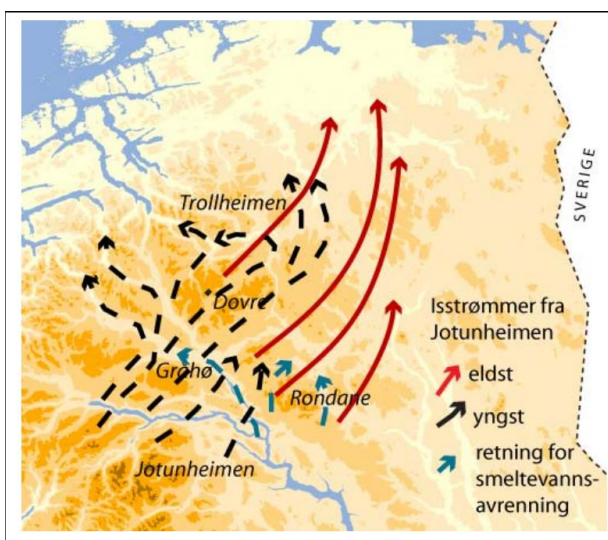 Trollheimen
SVERIGE
Dovre
Isstrømmer fra
Jotunheimen
Grøhø
eldst
Rondane
yngst
retning for
smeltevanns-
avrenning
Jotunheimen